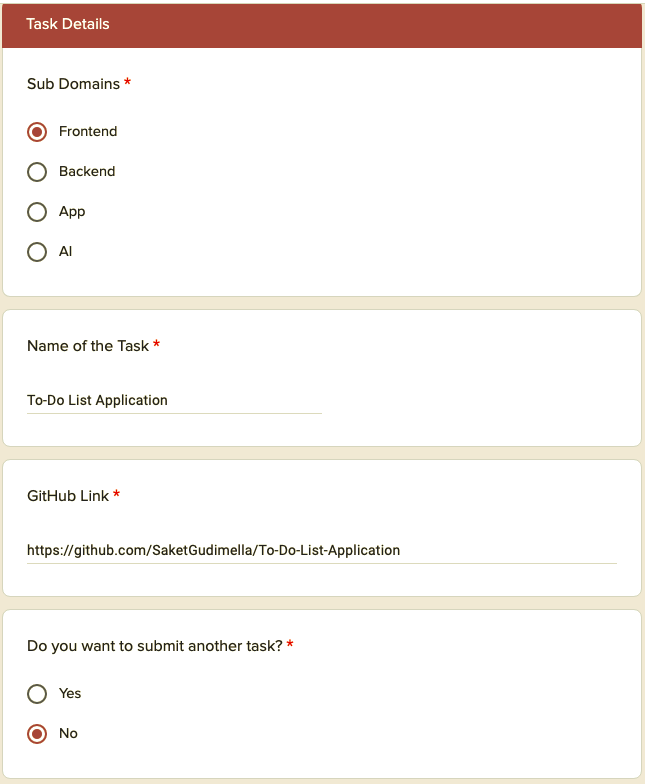 Task Details
Sub Domains *
Frontend
Backend
App
AI
Name of the Task *
To-Do List Application
GitHub Link *
https://github.com/SaketGudimella/To-Do-List-Application
Do you want to submit another task? *
Yes
No